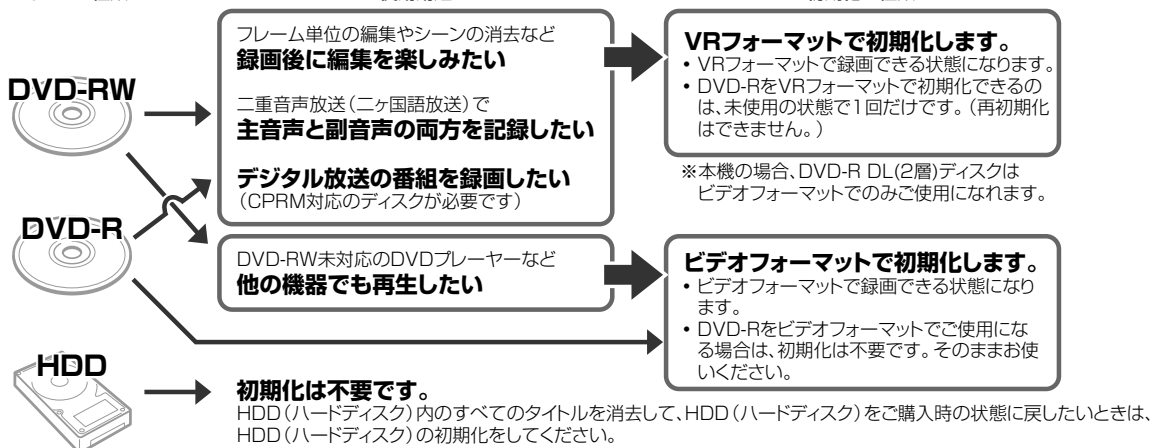 DVD-RW
DVD-R
HDD
フレーム単位の編集やシーンの消去など
録画後に編集を楽しみたい
二重音声放送（二ヶ国語放送）で
主音声と副音声の両方を記録したい
デジタル放送の番組を録画したい
（CPRM対応のディスクが必要です）
VRフォーマットで初期化します。
• VRフォーマットで録画できる状態になります。
• DVD-RをVRフォーマットで初期化できるの
は、未使用の状態で1回だけです。（再初期化
はできません。）
※本機の場合、DVD-R DL(2層)ディスクは
ビデオフォーマットでのみご使用になれます。
DVD-RW未対応のDVDプレーヤーなど
他の機器でも再生したい
ビデオフォーマットで初期化します。
• ビデオフォーマットで録画できる状態になり
ます。
• DVD-Rをビデオフォーマットでご使用にな
る場合は、初期化は不要です。そのままお使
いください。
初期化は不要です。
HDD（ハードディスク）内のすべてのタイトルを消去して、HDD（ハードディスク）をご購入時の状態に戻したいときは、
HDD（ハードディスク）の初期化をしてください。